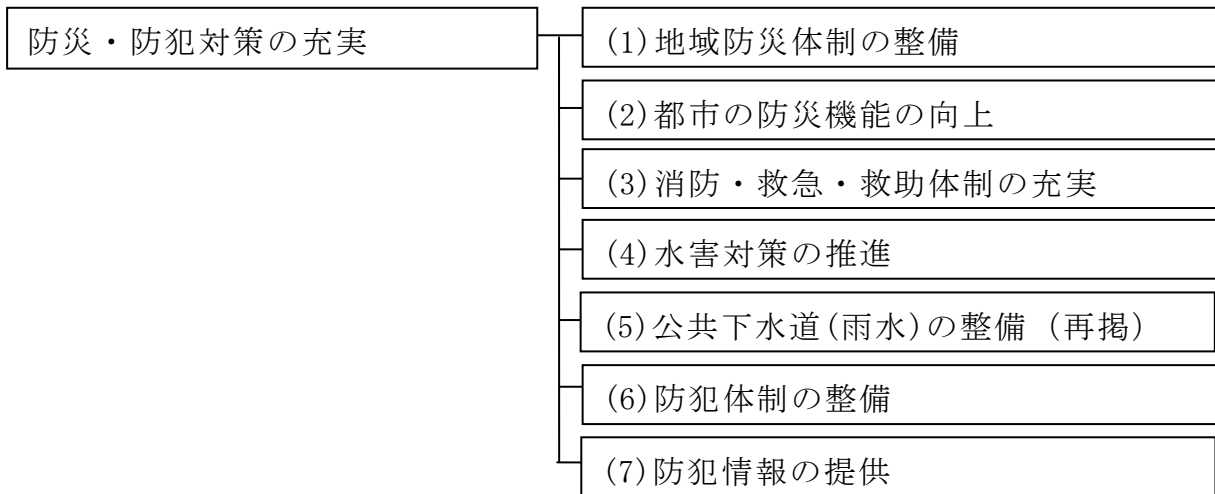 防災・防犯対策の充実
(1)地域防災体制の整備
(2)都市の防災機能の向上
(3)消防・救急・救助体制の充実
(4)水害対策の推進
(5)公共下水道(雨水)の整備 (再掲)
(6)防犯体制の整備
(7)防犯情報の提供